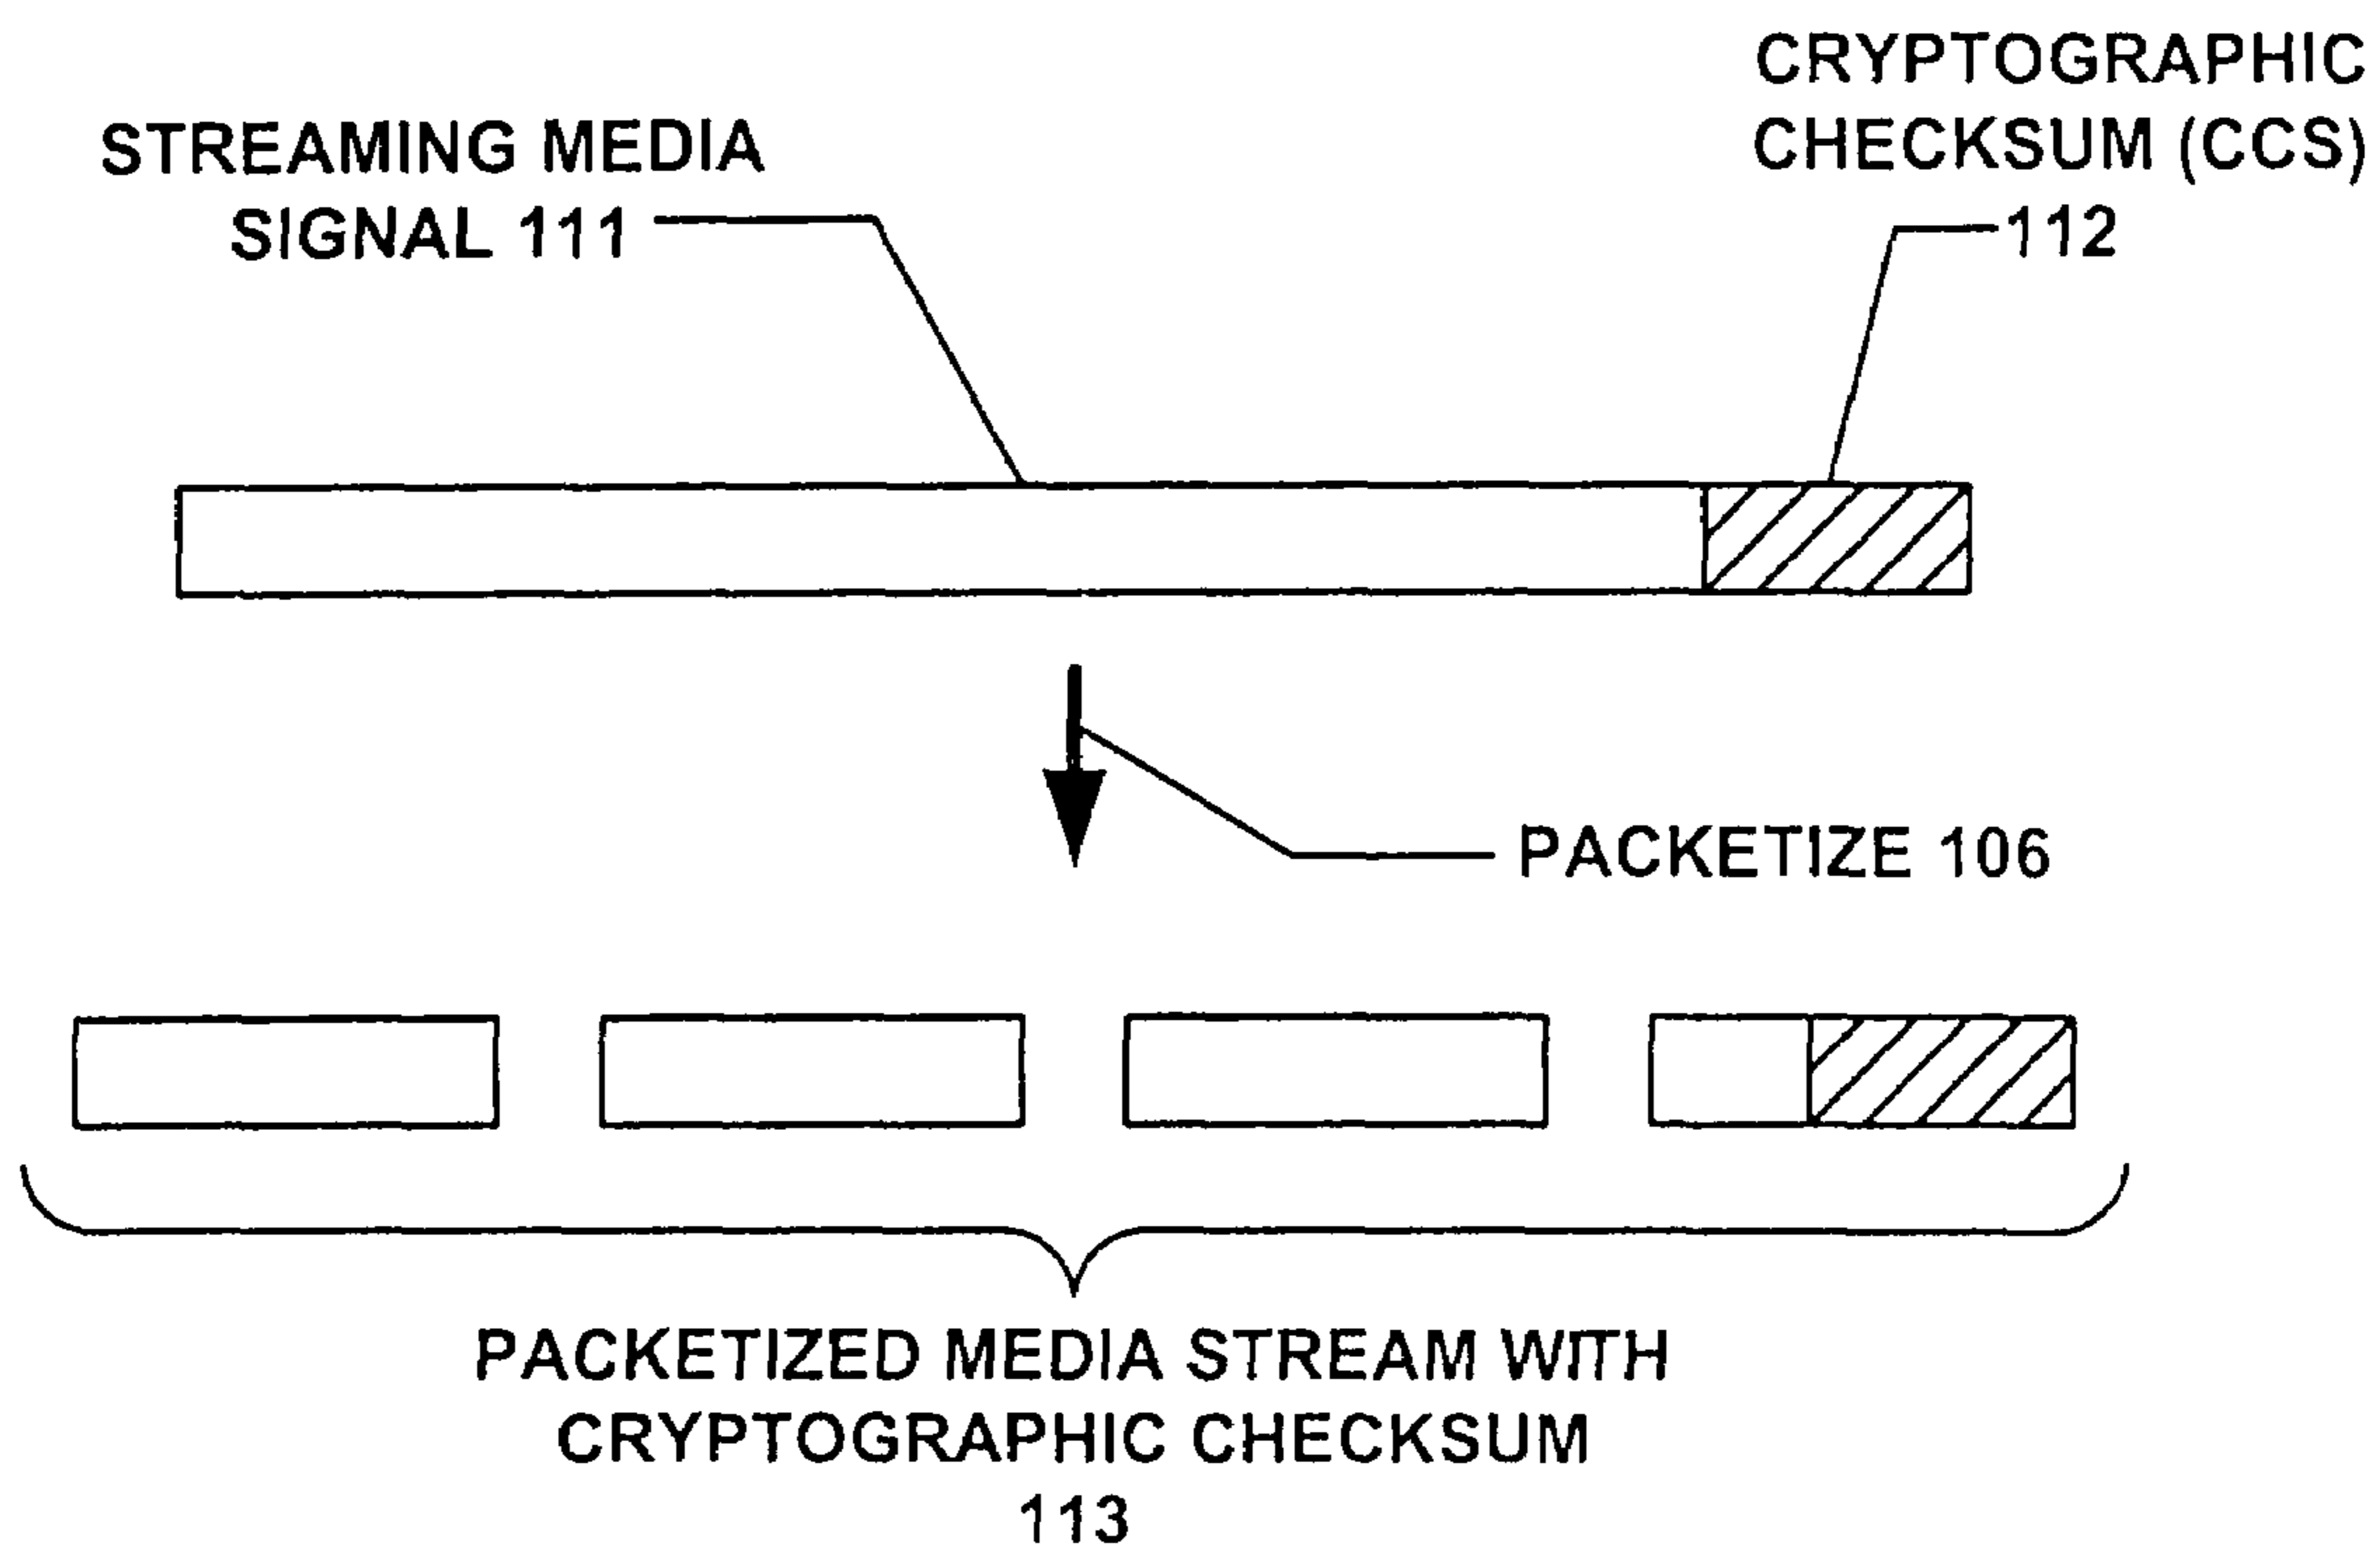 STREAMING MEDIA
SIGNAL 111
CRYPTOGRAPHIC
CHECKSUM (CCS)
112
PACKETIZE 106
PACKETIZED MEDIA STREAM WITH
CRYPTOGRAPHIC CHECKSUM
113